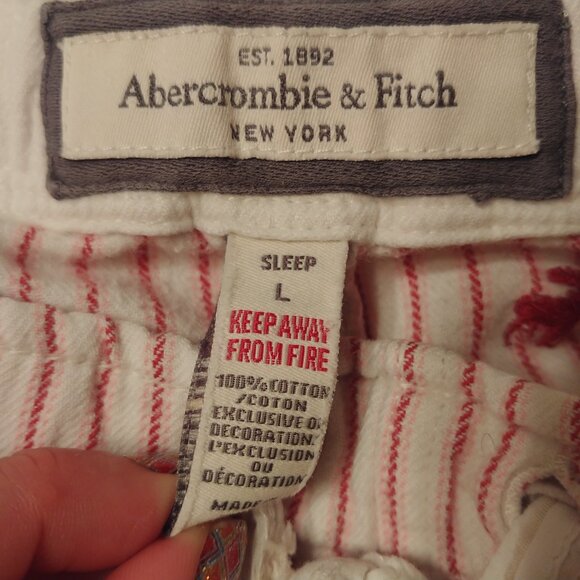 EST. 1892
Abercrombie & Fitch
NEW YORK
SLEEP
L
KEEP AWAY
FROM FIRE
100% COTTON
/COTON
EXCLUSIVE OF
DECORATION.
L'EXCLUSION
OU
DÉCORATION
MADE